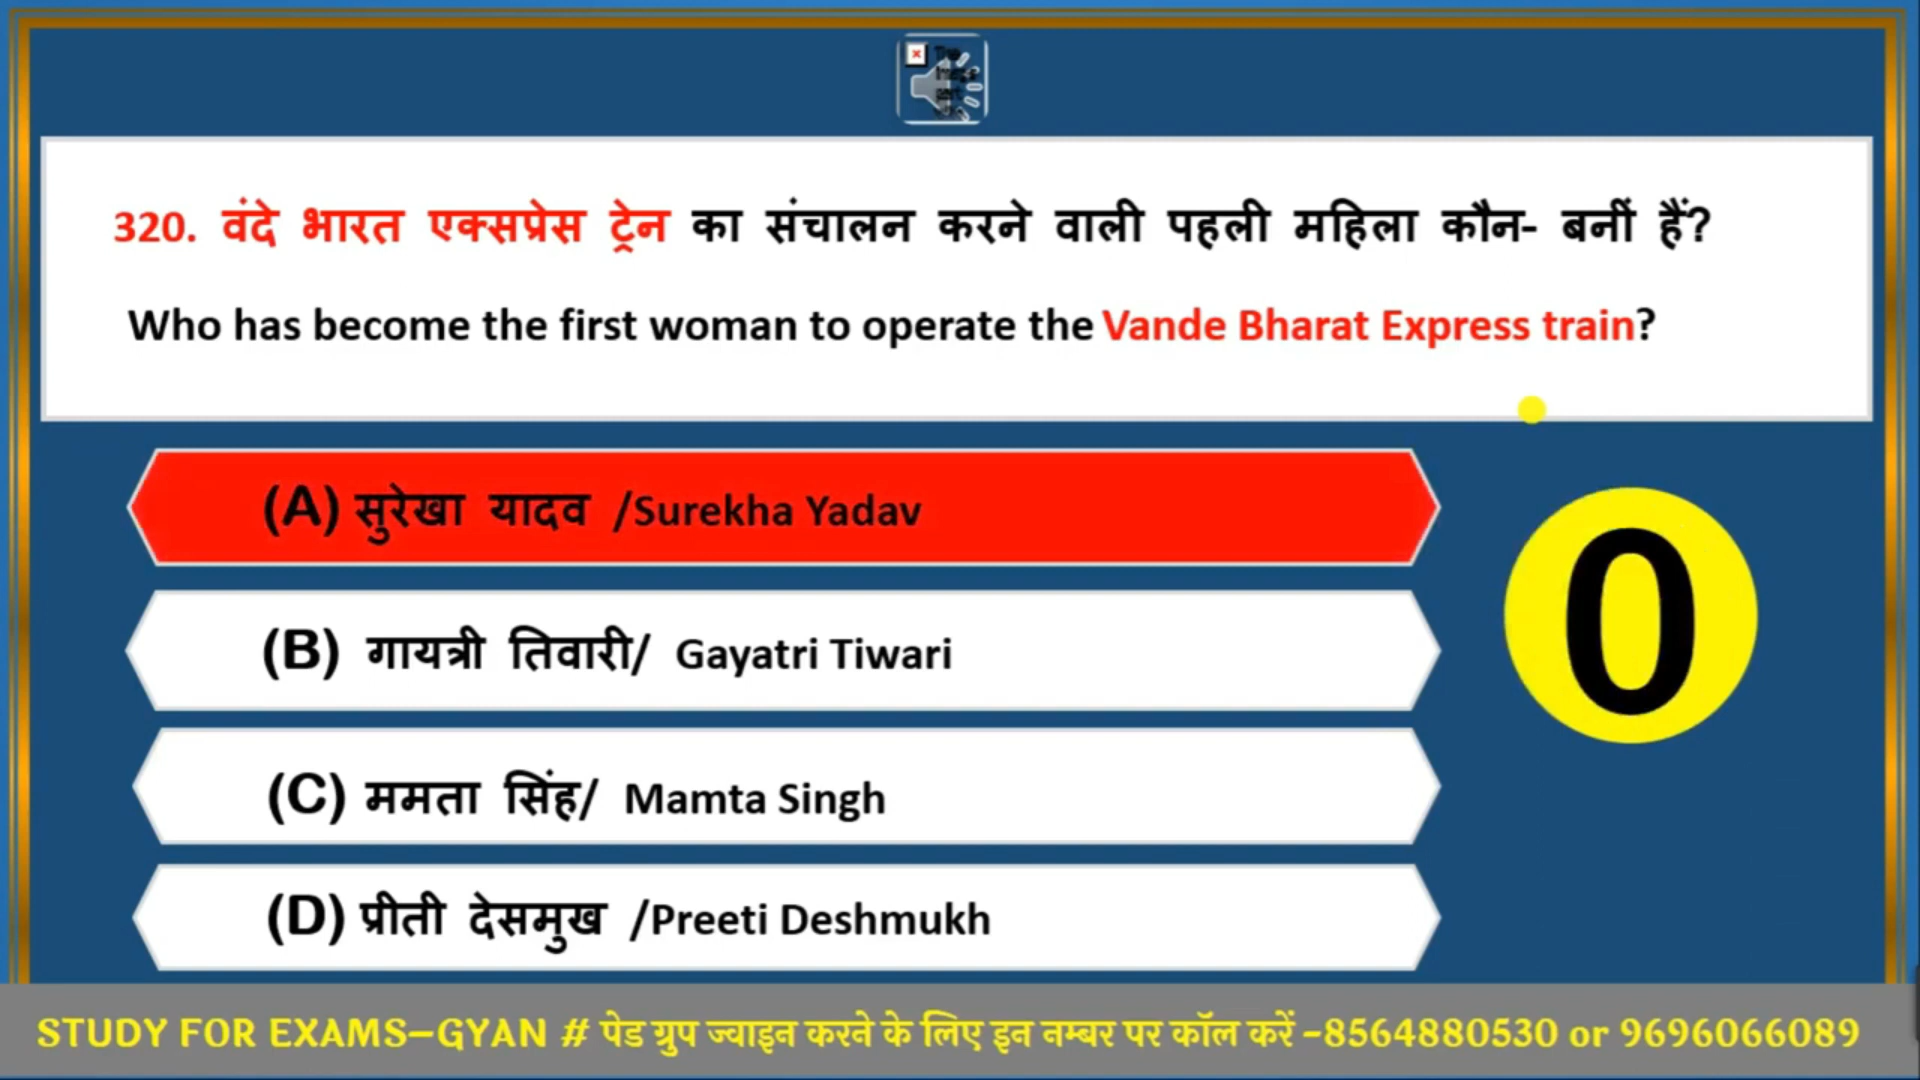 320. वंदे भारत एक्सप्रेस ट्रेन का संचालन करने वाली पहली महिला कौन- बनीं हैं?
Who has become the first woman to operate the Vande Bharat Express train?
(A) सुरेखा यादव /Surekha Yadav
(B) गायत्री तिवारी/ Gayatri Tiwari
0
(C) ममता सिंह/ Mamta Singh
(D) प्रीती देसमुख /Preeti Deshmukh
STUDY FOR EXAMS–GYAN # पेड ग्रुप ज्वाइन करने के लिए इन नम्बर पर कॉल करें -8564880530 or 9696066089